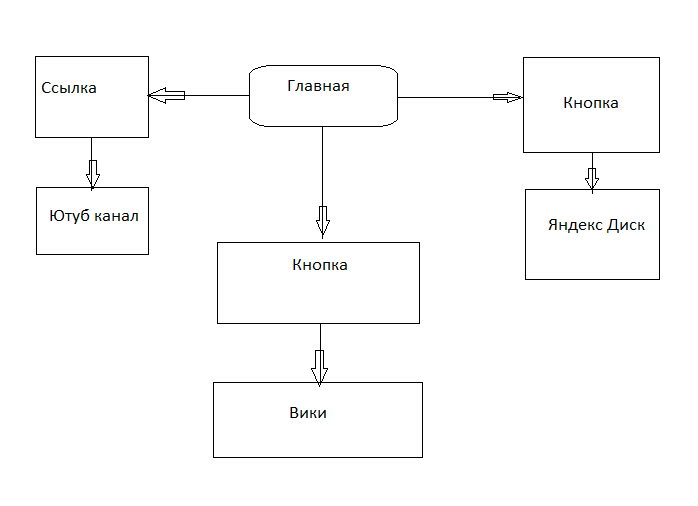 Главная
Ссылка
Кнопка
Ютуб канал
Яндекс Диск
Кнопка
Вики